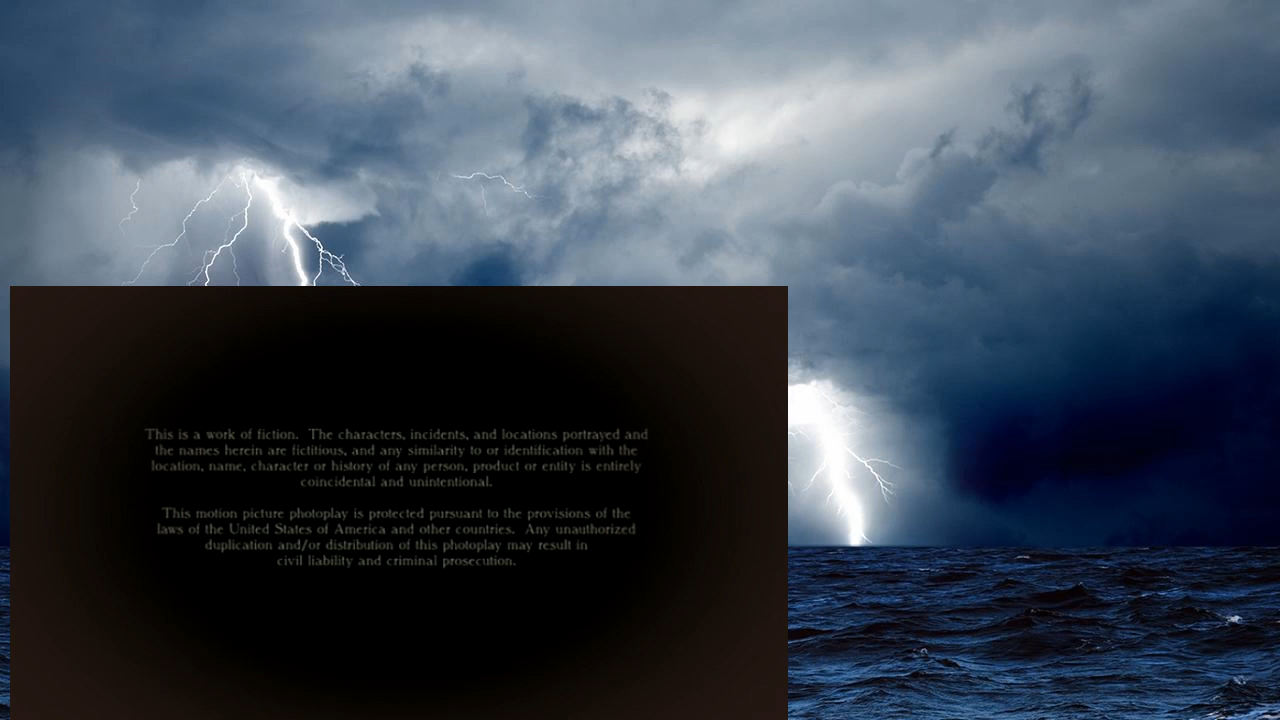 This is a work of fiction. The characters, incidents, and locations portrayed and
the names herein are fictitious, and any similarity to or identification with the
location, name, character or history of any person, product or entity is entirely
coincidental and unintentional.
This motion picture photoplay is protected pursuant to the provisions of the
laws of the United States of America and other countries. Any unauthorized
duplication and/or distribution of this photoplay may result in
civil liability and criminal prosecution.